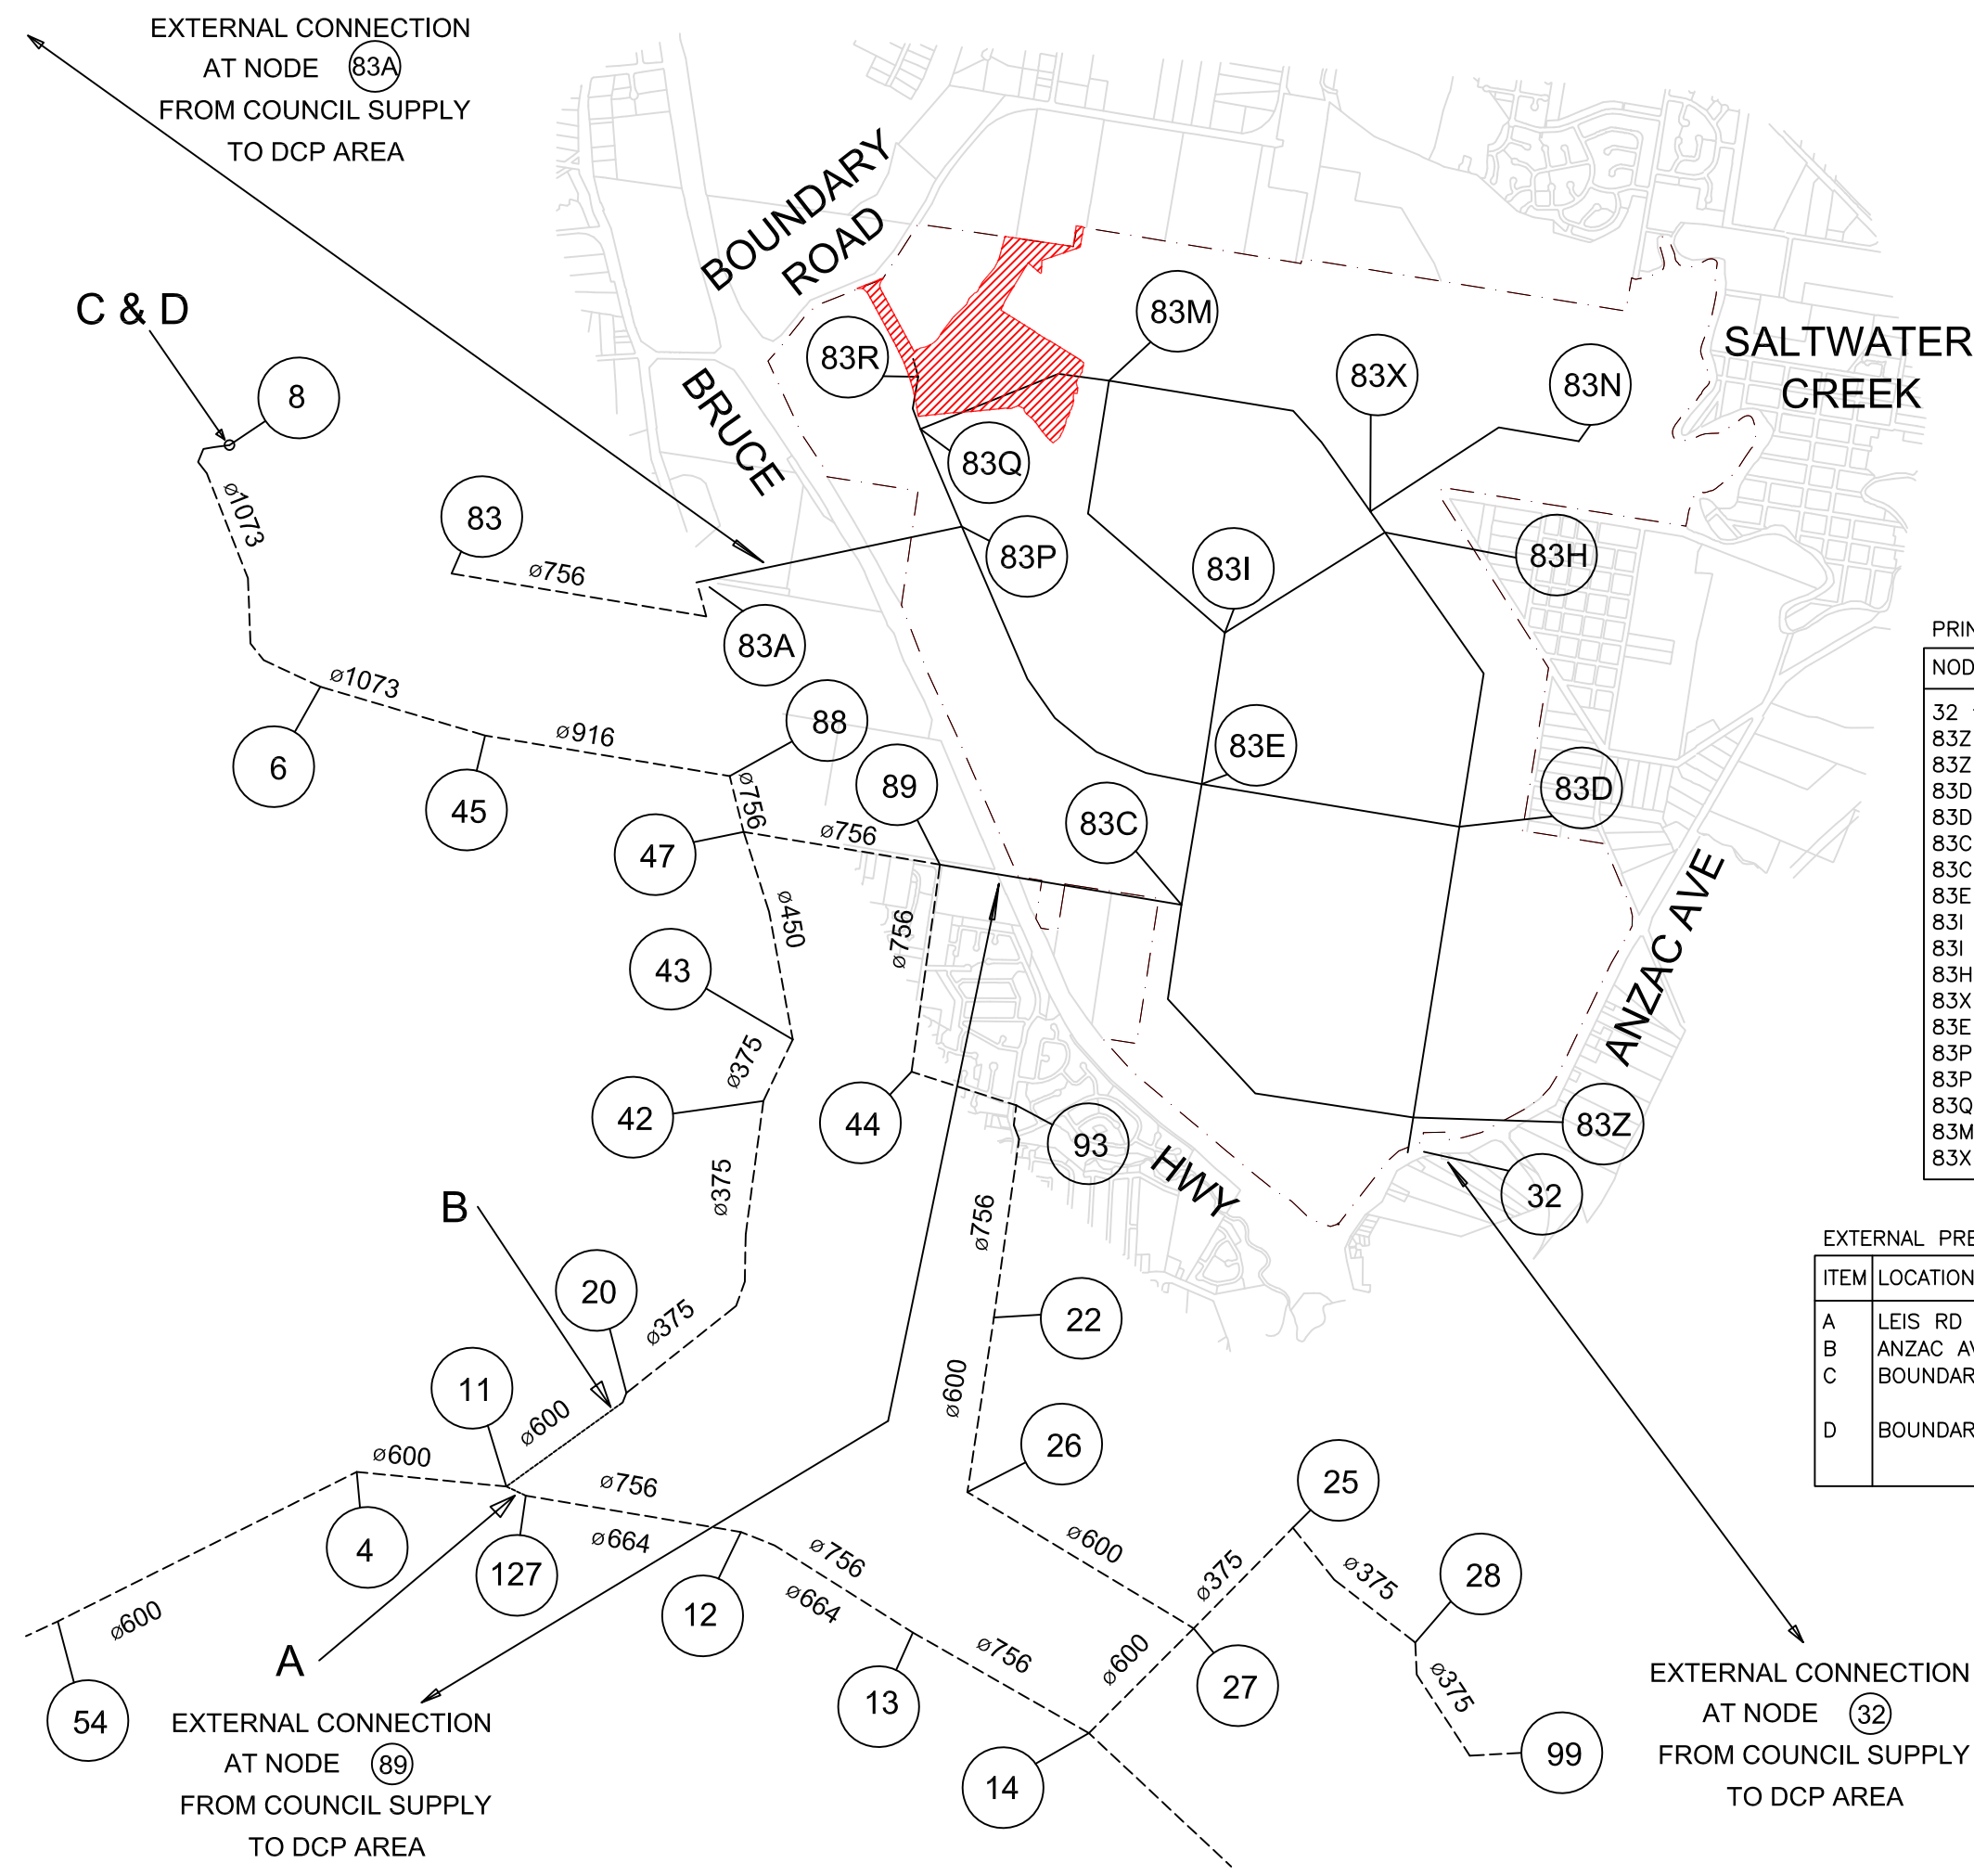 EXTERNAL CONNECTION
AT NODE 83A
FROM COUNCIL SUPPLY
TO DCP AREA
BOUNDARY
ROAD
C & D
8
ø1073
83
ø756
83A
BRUCE
83R
83M
83Q
83P
83X
83N
SALTWATER
CREEK
83I
83H
ø1073
6
45
ø916
88
ø756
47
ø756
89
83C
83E
83D
ø450
ø756
43
ø375
42
44
93
HWY
ANZAC AVE
83Z
32
ø375
B
20
ø375
ø756
22
11
ø600
ø600
26
ø600
4
127
ø756
ø664
12
ø756
ø664
13
ø756
14
ø600
ø600
ø375
27
25
ø375
28
ø375
99
54
ø600
A
EXTERNAL CONNECTION
AT NODE 89
FROM COUNCIL SUPPLY
TO DCP AREA
EXTERNAL CONNECTION
AT NODE 32
FROM COUNCIL SUPPLY
TO DCP AREA
PRIN
NOD
32
83Z
83Z
83D
83D
83C
83C
83E
83I
83I
83H
83X
83E
83P
83P
83Q
83M
83X
EXTERNAL PRE
ITEM LOCATION
A LEIS RD
B ANZAC AV
C BOUNDAR
D BOUNDAR